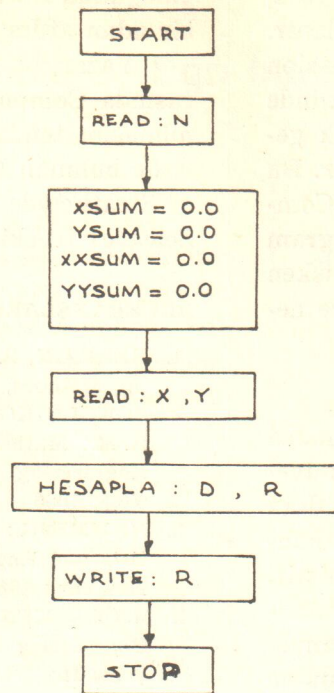 START
READ: N
XSUM = 0.0
YSUM = 0.0
XXSUM = 0.0
YYSUM = 0.0
READ: X, Y
HESAPLA: D, R
WRITE: R
STOP